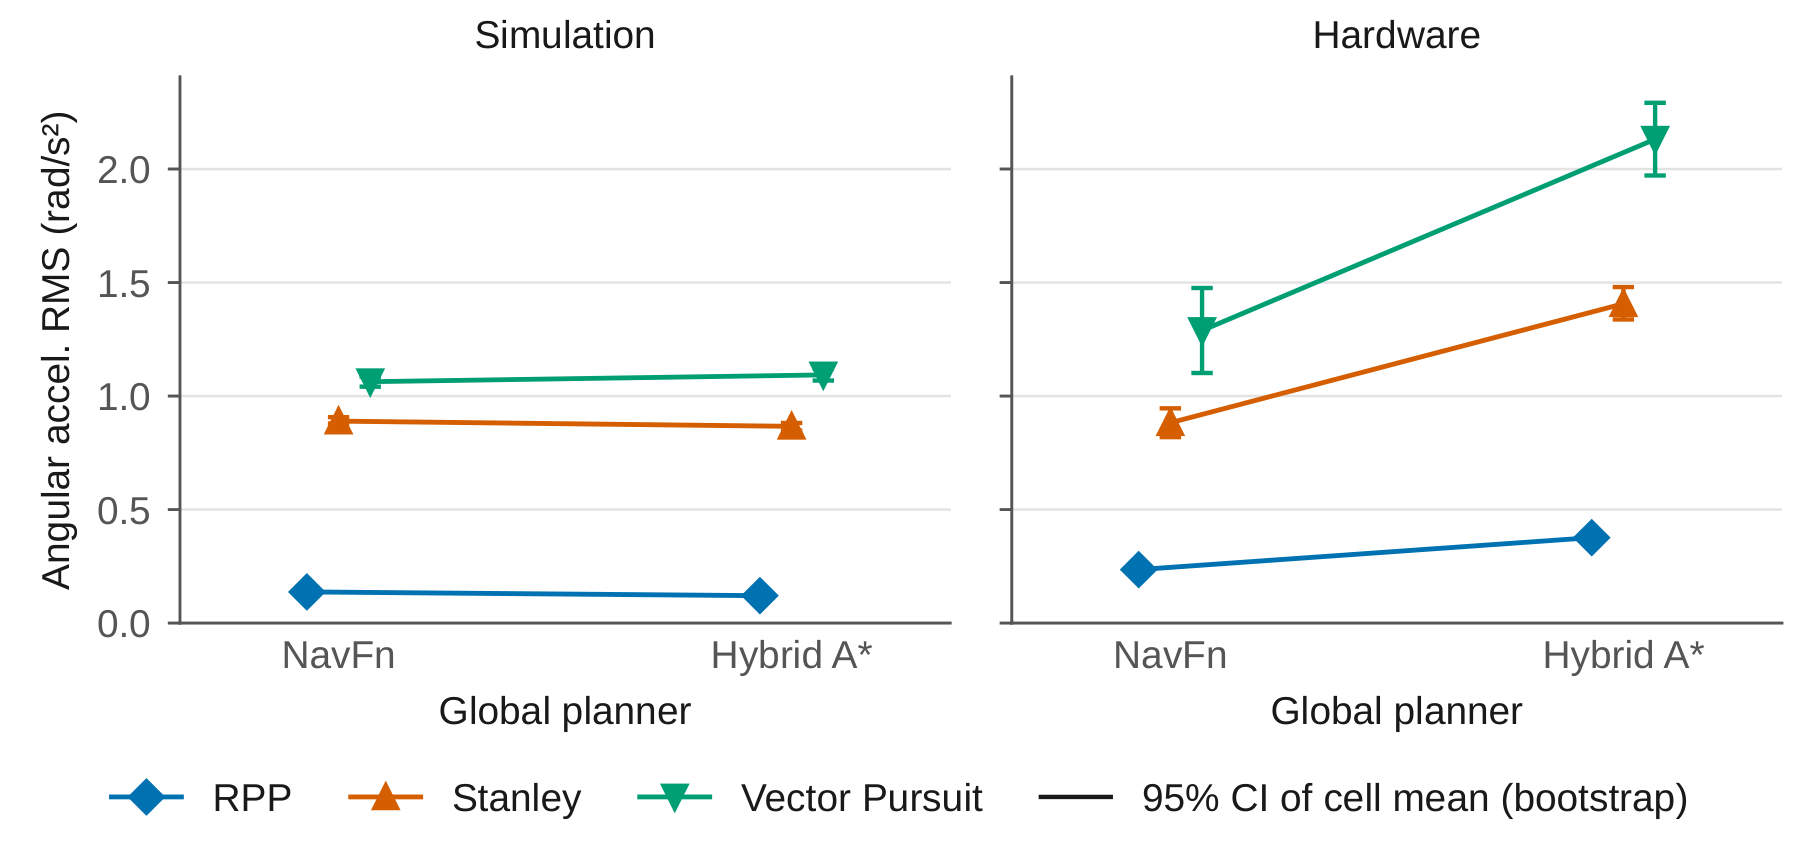 Simulation
Hardware
Angular accel. RMS (rad/s²)
2.0
1.5
1.0
0.5
0.0
NavFn
Hybrid A*
NavFn
Hybrid A*
Global planner
Global planner
RPP
Stanley
Vector Pursuit
95% CI of cell mean (bootstrap)